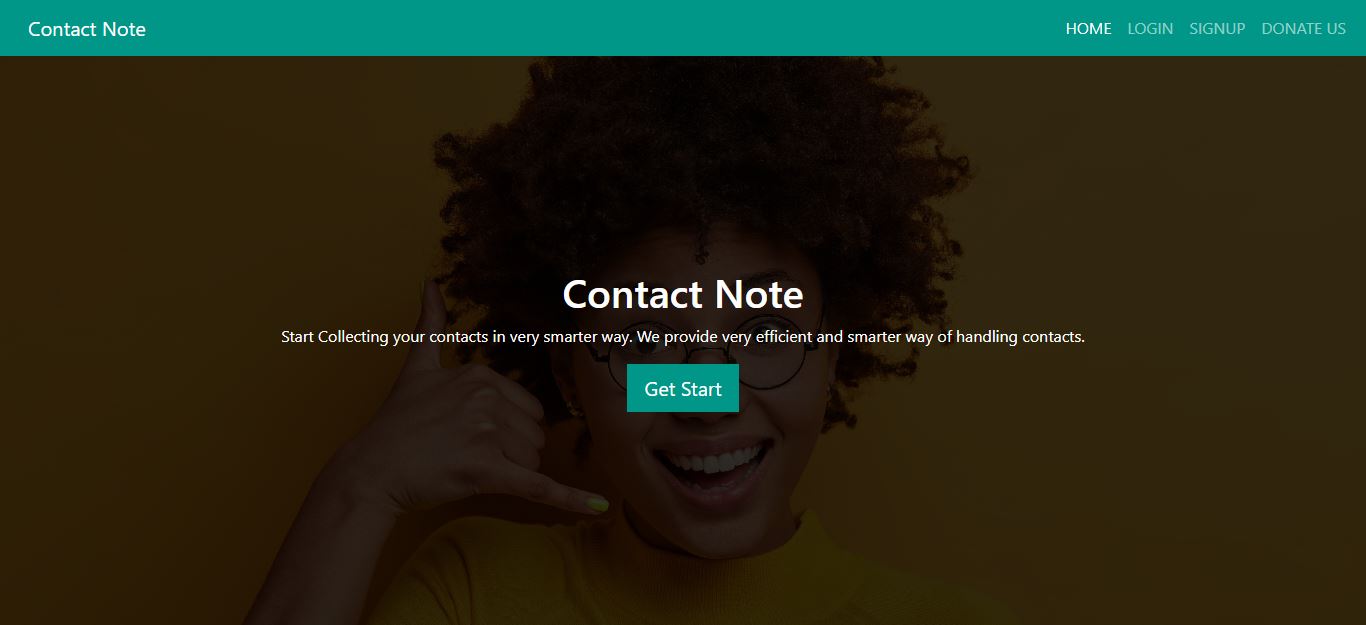 Contact Note
HOME LOGIN SIGNUP DONATE US
Contact Note
Start Collecting your contacts in very smarter way. We provide very efficient and smarter way of handling contacts.
Get Start